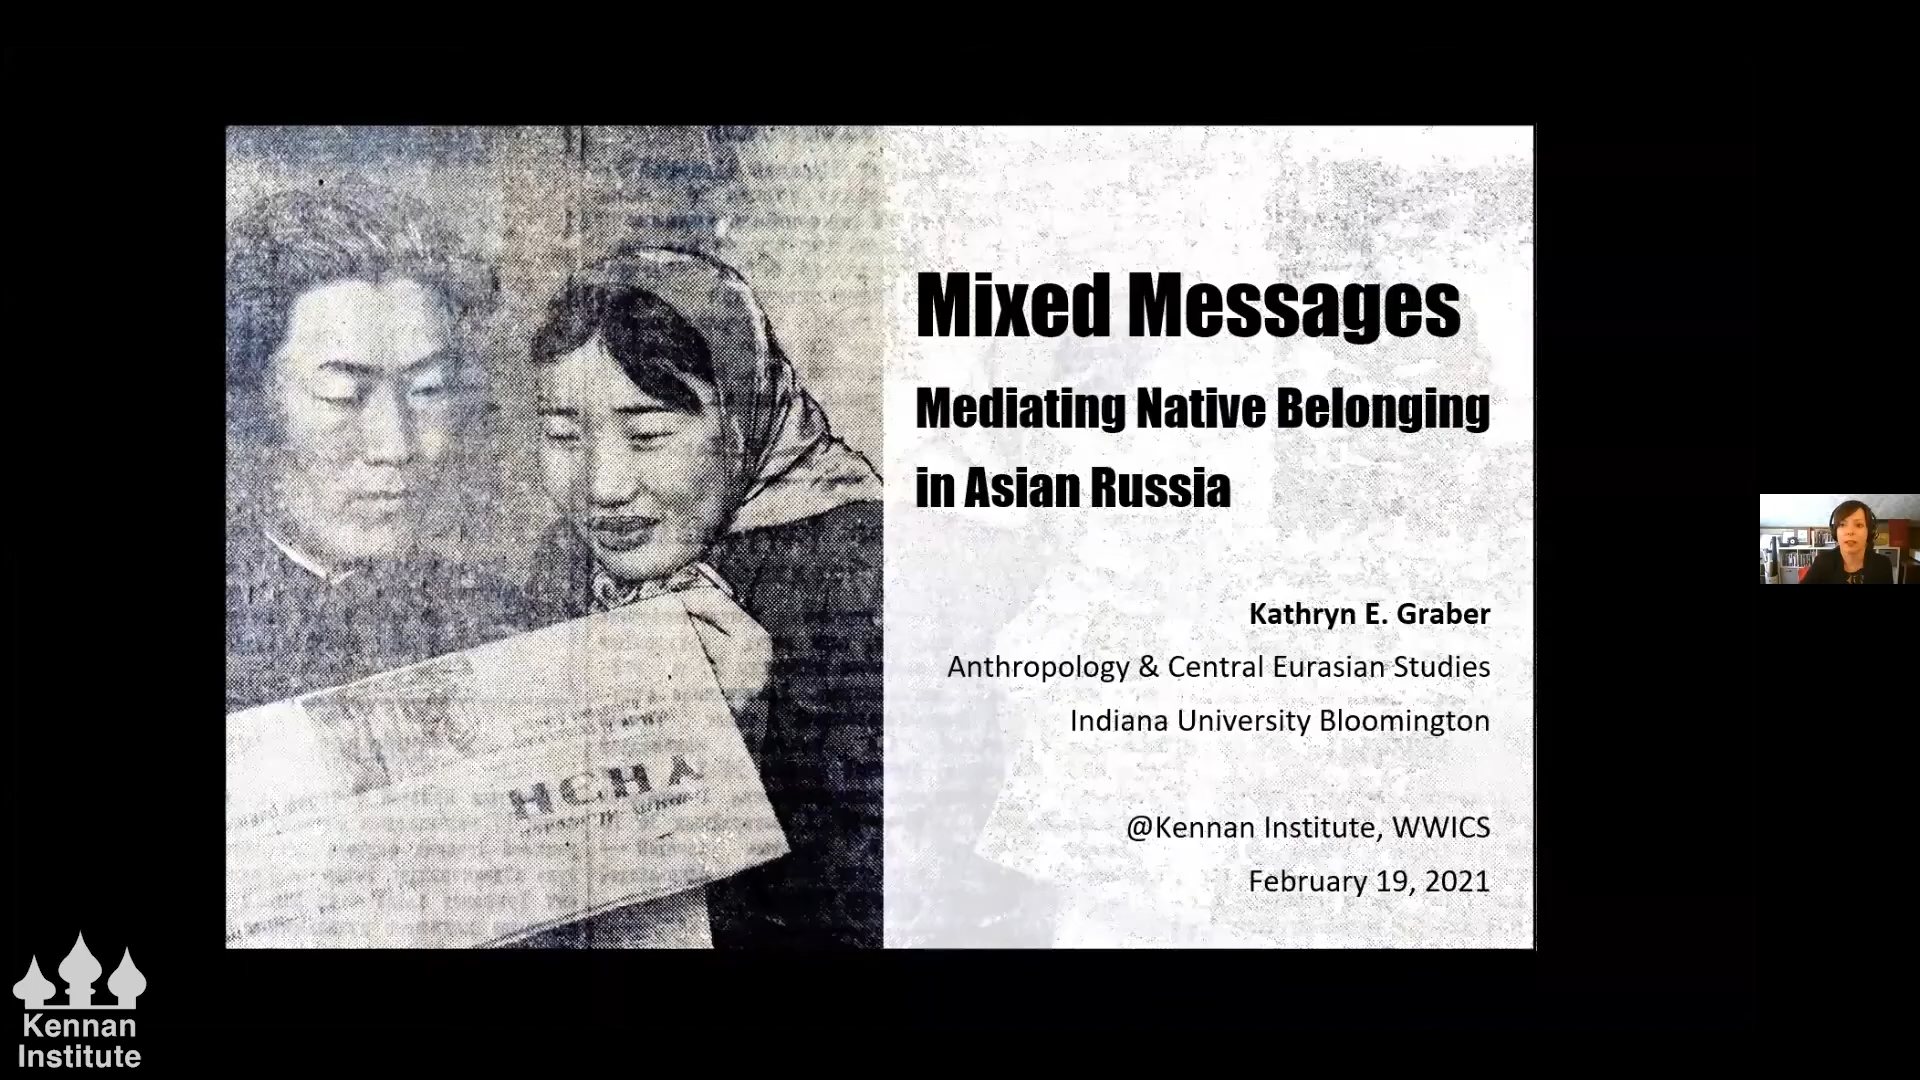 Mixed Messages
Mediating Native Belonging
in Asian Russia
Kathryn E. Graber
Anthropology & Central Eurasian Studies
Indiana University Bloomington
@Kennan Institute, WWICS
February 19, 2021
НСНА
Kennan
Institute